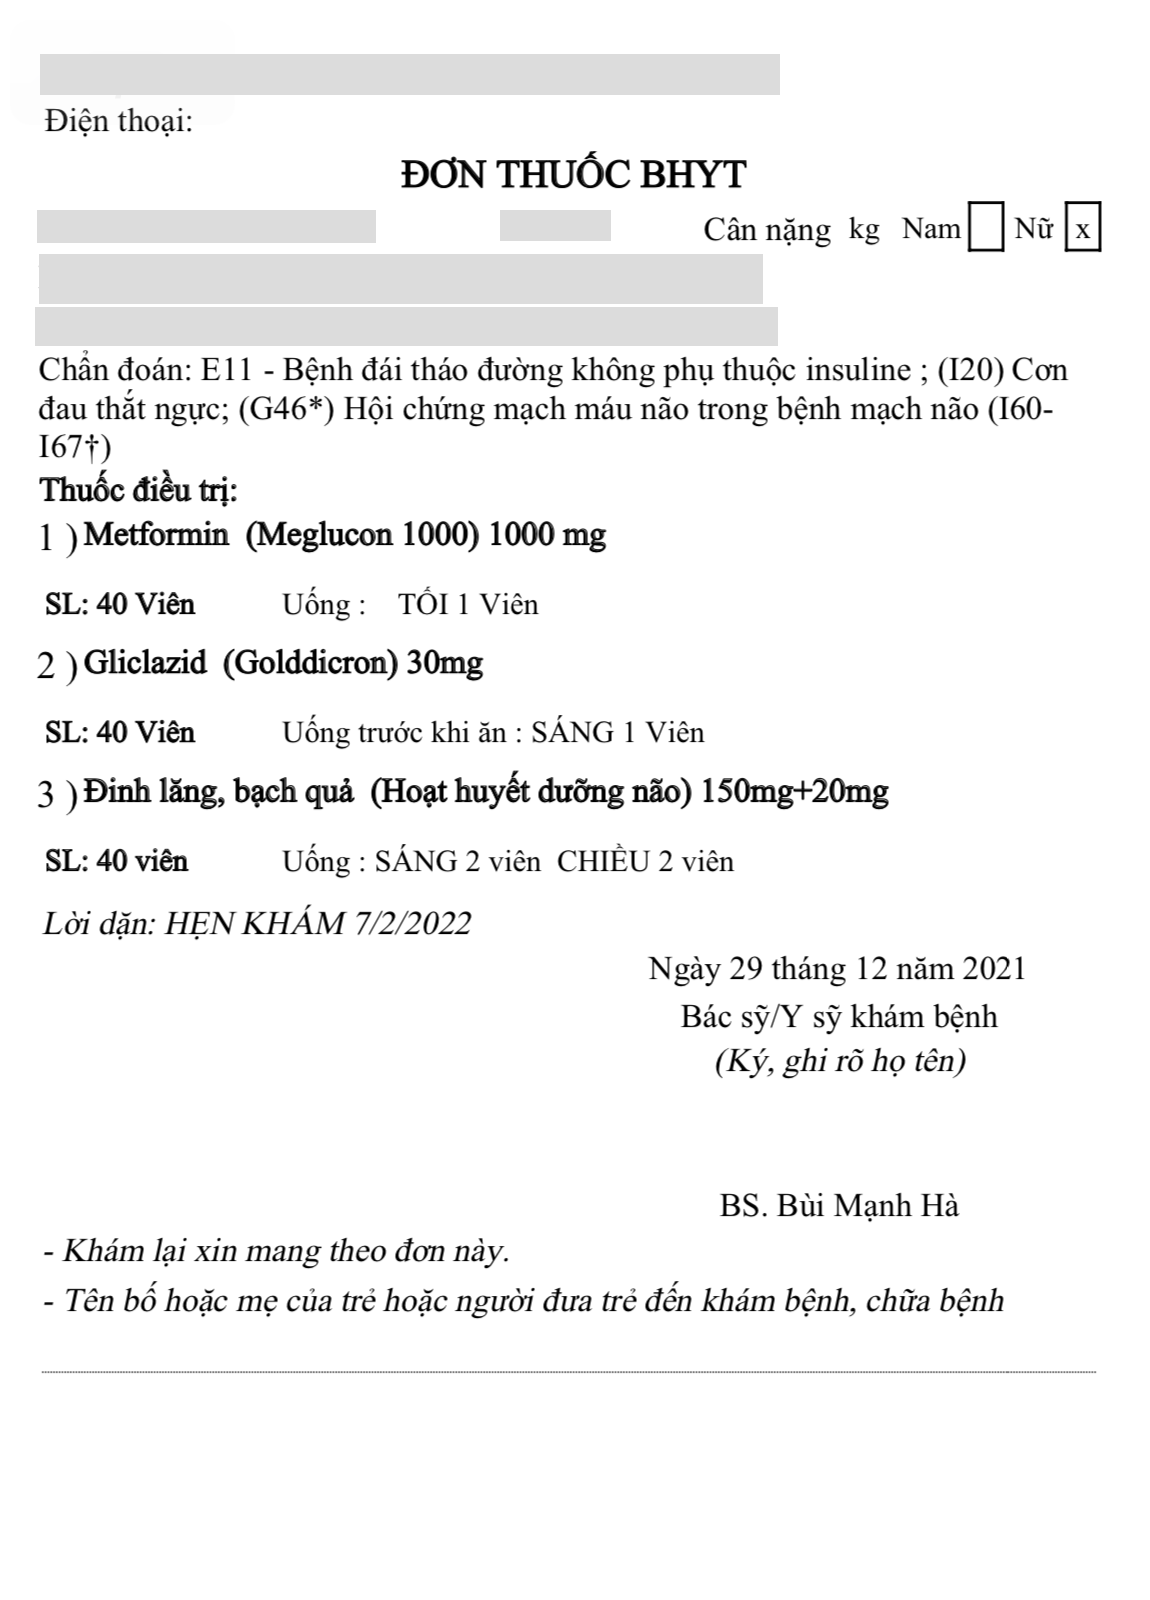 Điện thoại:
ĐƠN THUỐC BHYT
Cân nặng kg Nam Nữ x
Chẩn đoán: E11 - Bệnh đái tháo đường không phụ thuộc insuline ; (I20) Cơn
đau thắt ngực; (G46*) Hội chứng mạch máu não trong bệnh mạch não (I60-
I67†)
Thuốc điều trị:
1 ) Metformin (Meglucon 1000) 1000 mg
SL: 40 Viên Uống : TỐI 1 Viên
2 ) Gliclazid (Golddicron) 30mg
SL: 40 Viên Uống trước khi ăn : SÁNG 1 Viên
3 ) Đinh lăng, bạch quả (Hoạt huyết dưỡng não) 150mg+20mg
SL: 40 viên Uống : SÁNG 2 viên CHIỀU 2 viên
Lời dặn: HẸN KHÁM 7/2/2022
Ngày 29 tháng 12 năm 2021
Bác sỹ/Y sỹ khám bệnh
(Ký, ghi rõ họ tên)
BS. Bùi Mạnh Hà
- Khám lại xin mang theo đơn này.
- Tên bố hoặc mẹ của trẻ hoặc người đưa trẻ đến khám bệnh, chữa bệnh